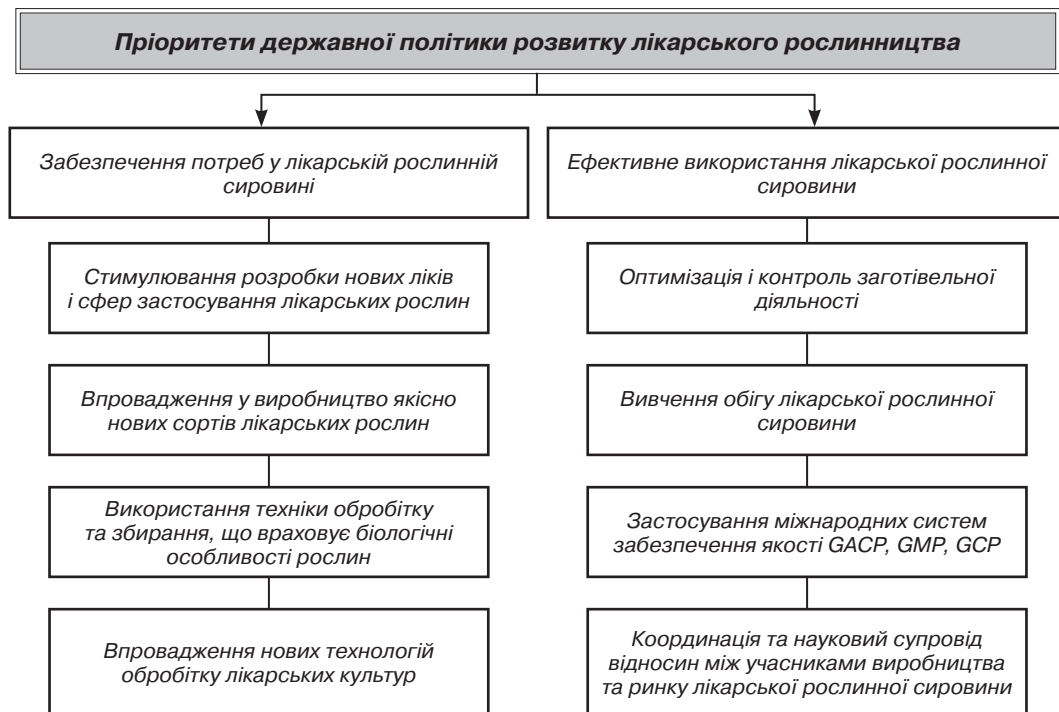 Пріоритети державної політики розвитку лікарського рослинництва
Забезпечення потреб у лікарській рослинній
сировині
Стимулювання розробки нових ліків
і сфер застосування лікарських рослин
Впровадження у виробництво якісно
нових сортів лікарських рослин
Використання техніки обробітку
та збирання, що враховує біологічні
особливості рослин
Впровадження нових технологій
обробітку лікарських культур
Ефективне використання лікарської рослинної
сировини
Оптимізація і контроль заготівельної
діяльності
Вивчення обігу лікарської рослинної
сировини
Застосування міжнародних систем
забезпечення якості GACP, GMP, GCP
Координація та науковий супровід
відносин між учасниками виробництва
та ринку лікарської рослинної сировини